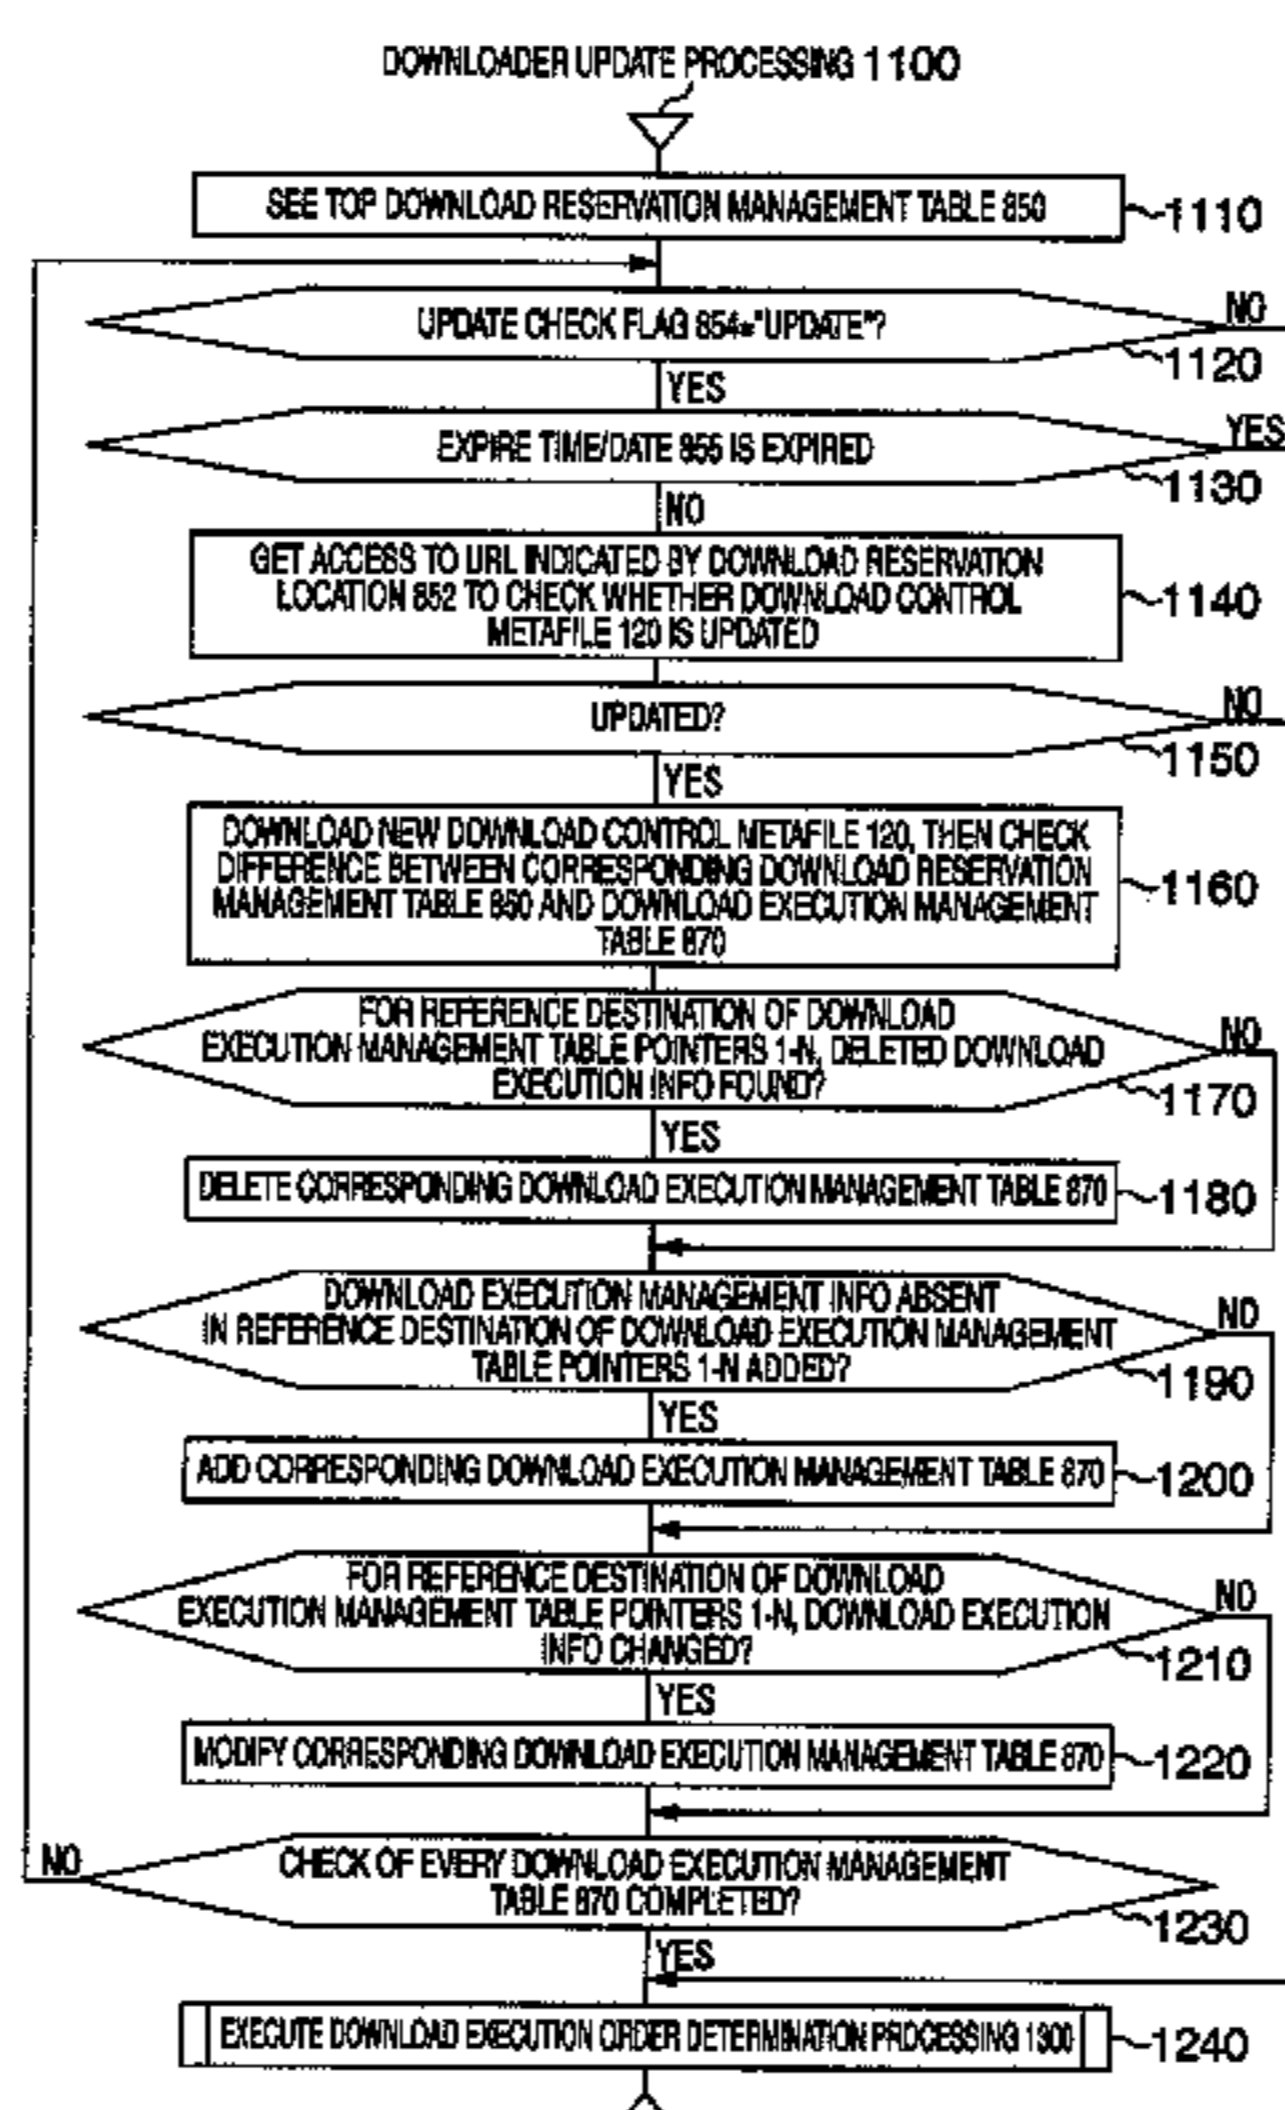 DOWNLOADER UPDATE PROCESSING 1100
SEE TOP DOWNLOAD RESERVATION MANAGEMENT TABLE 850
1110
UPDATE CHECK FLAG 854="UPDATE"?
NO
1120
YES
EXPIRE TIME/DATE 855 IS EXPIRED
YES
1130
NO
GET ACCESS TO URL INDICATED BY DOWNLOAD RESERVATION
LOCATION 852 TO CHECK WHETHER DOWNLOAD CONTROL
METAFILE 120 IS UPDATED
1140
UPDATED?
NO
1150
YES
DOWNLOAD NEW DOWNLOAD CONTROL METAFILE 120, THEN CHECK
DIFFERENCE BETWEEN CORRESPONDING DOWNLOAD RESERVATION
MANAGEMENT TABLE 850 AND DOWNLOAD EXECUTION MANAGEMENT
TABLE 870
1160
FOR REFERENCE DESTINATION OF DOWNLOAD
EXECUTION MANAGEMENT TABLE POINTERS 1-N, DELETED DOWNLOAD
EXECUTION INFO FOUND?
NO
1170
YES
DELETE CORRESPONDING DOWNLOAD EXECUTION MANAGEMENT TABLE 870
1180
DOWNLOAD EXECUTION MANAGEMENT INFO ABSENT
IN REFERENCE DESTINATION OF DOWNLOAD EXECUTION MANAGEMENT
TABLE POINTERS 1-N ADDED?
NO
1190
YES
ADD CORRESPONDING DOWNLOAD EXECUTION MANAGEMENT TABLE 870
1200
FOR REFERENCE DESTINATION OF DOWNLOAD
EXECUTION MANAGEMENT TABLE POINTERS 1-N, DOWNLOAD EXECUTION
INFO CHANGED?
NO
1210
YES
MODIFY CORRESPONDING DOWNLOAD EXECUTION MANAGEMENT TABLE 870
1220
NO
CHECK OF EVERY DOWNLOAD EXECUTION MANAGEMENT
TABLE 870 COMPLETED?
1230
YES
EXECUTE DOWNLOAD EXECUTION ORDER DETERMINATION PROCESSING 1300
1240